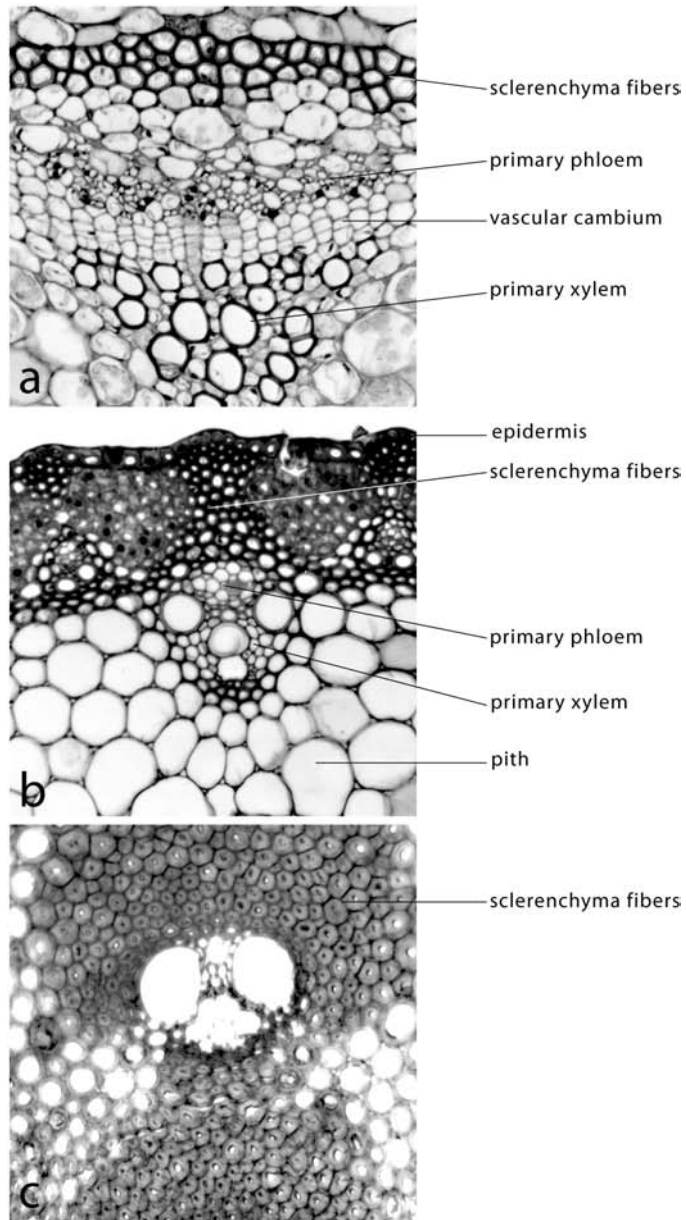 sclerenchyma fibers
primary phloem
vascular cambium
primary xylem
a
epidermis
sclerenchyma fibers
primary phloem
primary xylem
pith
b
sclerenchyma fibers
c